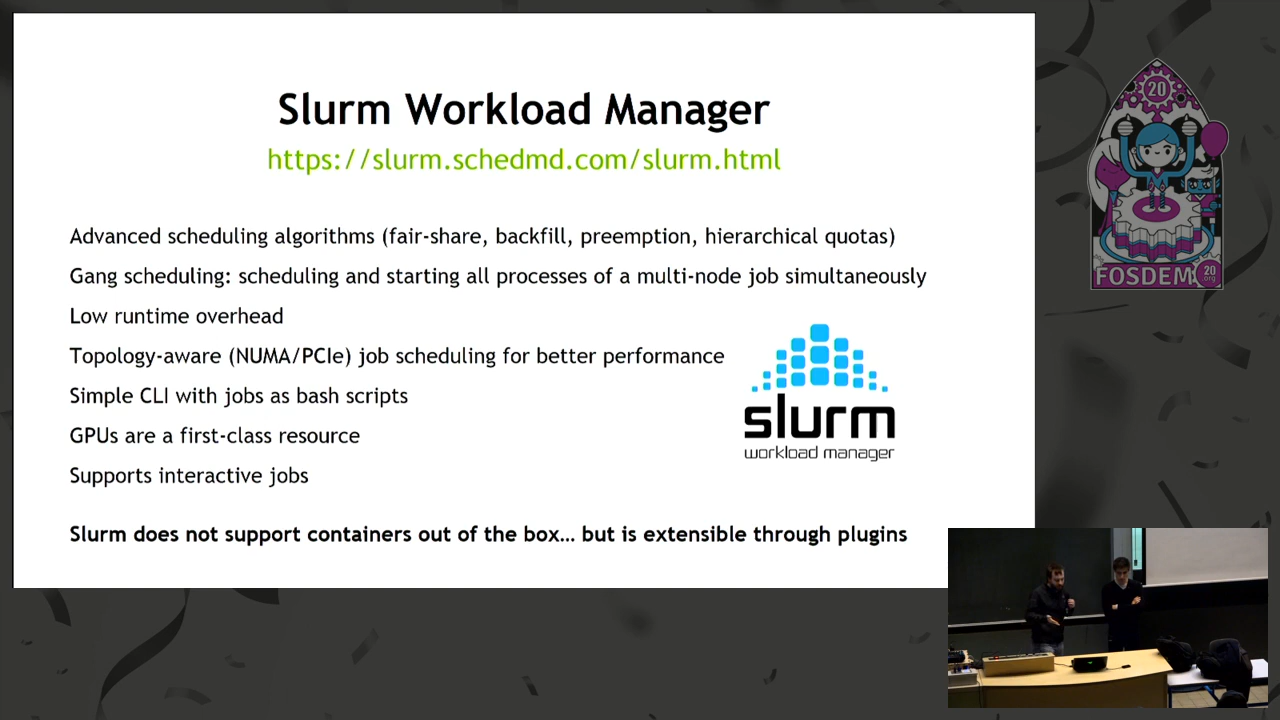 Slurm Workload Manager
https://slurm.schedmd.com/slurm.html
Advanced scheduling algorithms (fair-share, backfill, preemption, hierarchical quotas)
Gang scheduling: scheduling and starting all processes of a multi-node job simultaneously
Low runtime overhead
Topology-aware (NUMA/PCIe) job scheduling for better performance
Simple CLI with jobs as bash scripts
GPUs are a first-class resource
Supports interactive jobs
Slurm does not support containers out of the box… but is extensible through plugins
slurm
workload manager
20
FOSDEM 20
.org